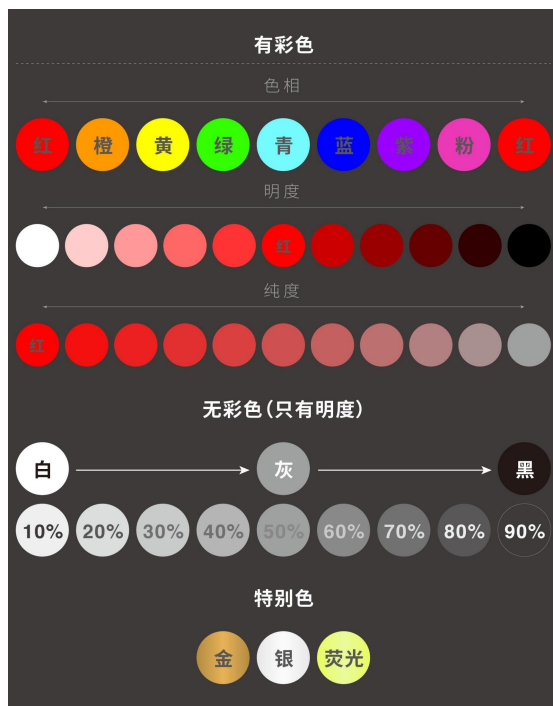 有彩色
色相
红 橙 黄 绿 青 蓝 紫 粉 红
明度
红
纯度
红
无彩色(只有明度)
白 灰 黑
10% 20% 30% 40% 50% 60% 70% 80% 90%
特别色
金 银 荧光